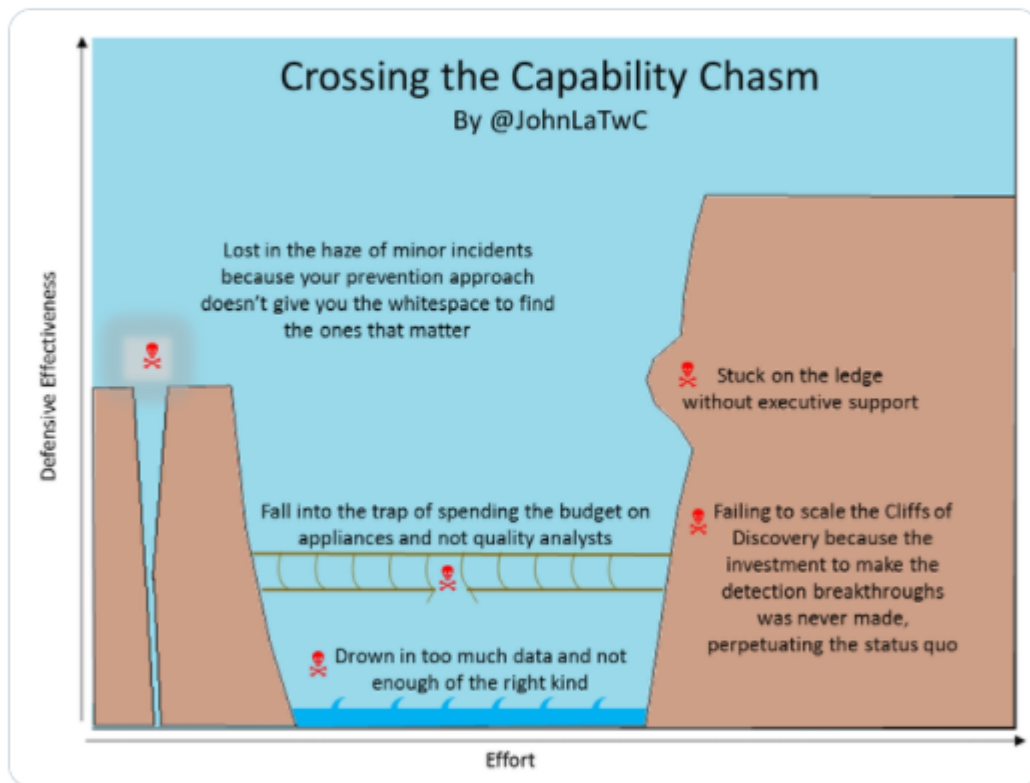 Crossing the Capability Chasm
By @JohnLaTwC
Lost in the haze of minor incidents
because your prevention approach
doesn't give you the whitespace to find
the ones that matter
Defensive Effectiveness
Stuck on the ledge
without executive support
Fall into the trap of spending the budget on
appliances and not quality analysts
Failing to scale the Cliffs of
Discovery because the
investment to make the
detection breakthroughs
was never made,
perpetuating the status quo
Drown in too much data and not
enough of the right kind
Effort